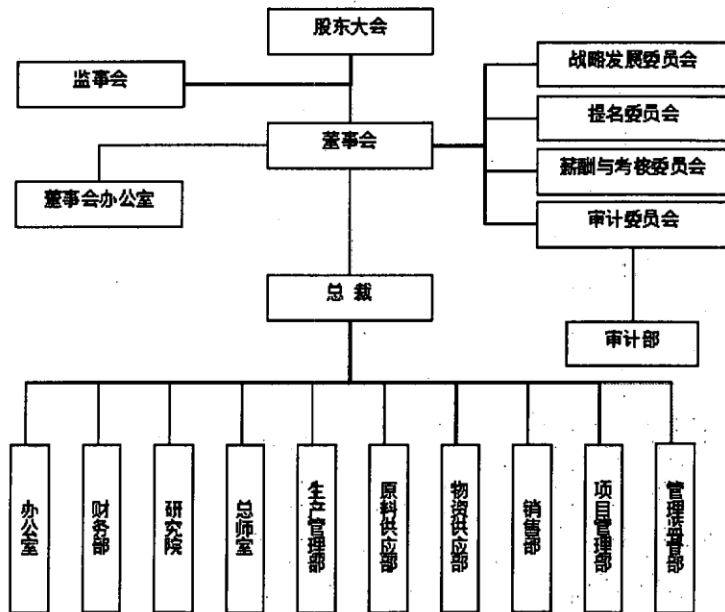 股东大会
监事会
战略发展委员会
提名委员会
董事会
薪酬与考核委员会
董事会办公室
审计委员会
总 裁
审计部
办公室
财务部
研究院
总师室
生产管理部
原料供应部
物资供应部
销售部
项目管理部
管理监督部